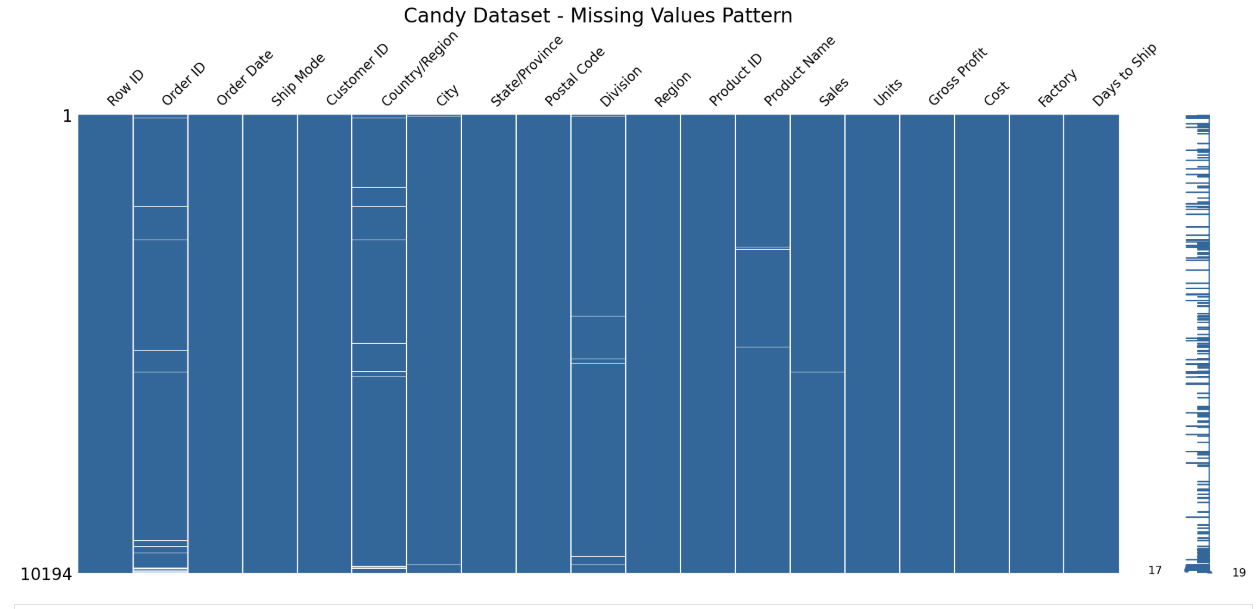 Candy Dataset - Missing Values Pattern
Row ID
Order ID
Order Date
Ship Mode
Customer ID
Country/Region
City
State/Province
Postal Code
Division
Region
Product ID
Product Name
Sales
Units
Gross Profit
Cost
Factory
Days to Ship
1
10194
17
19